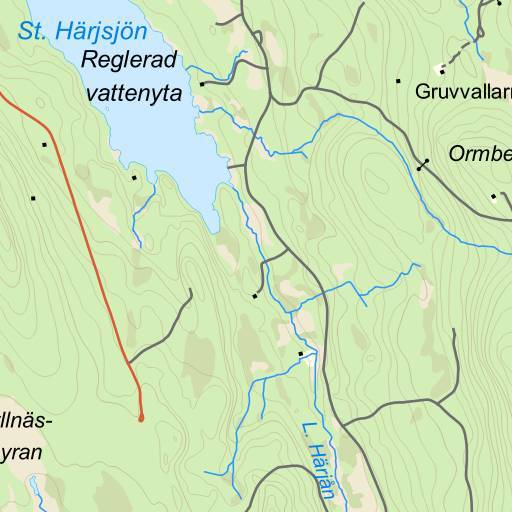 St. Härjsjön
Reglerad
vattenyta
Gruvvallarn
Ormbe
llnäs-
yran
L. Härjån